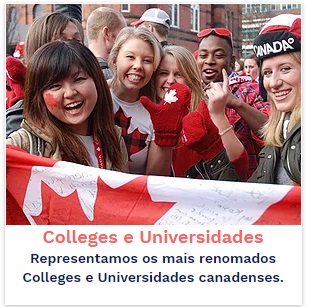 CANADA
Colleges e Universidades
Representamos os mais renomados
Colleges e Universidades canadenses.